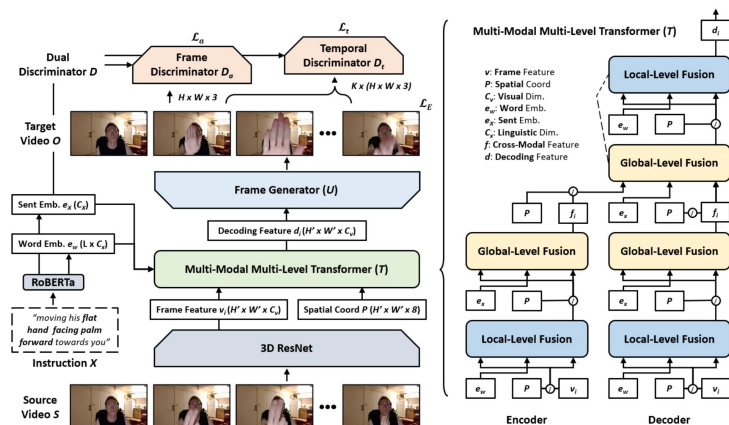 Dual
Discriminator D
Target
Video O
ℒa
Frame
Discriminator Da
ℒt
Temporal
Discriminator Dt
H x W x 3
K x (H x W x 3)
ℒE
Frame Generator (U)
Sent Emb. eX (CX)
Decoding Feature di (H' x W' x Cv)
Word Emb. ew (L x Cx)
Multi-Modal Multi-Level Transformer (T)
RoBERTa
Frame Feature vi (H' x W' x Cv)
Spatial Coord P (H' x W' x 8)
"moving his flat
hand facing palm
forward towards you"
Instruction X
3D ResNet
Source
Video S
Multi-Modal Multi-Level Transformer (T)
di
v: Frame Feature
P: Spatial Coord
Cv: Visual Dim.
ew: Word Emb.
eX: Sent Emb.
Cx: Linguistic Dim.
f: Cross-Modal Feature
d: Decoding Feature
Local-Level Fusion
ew
P
Global-Level Fusion
P
fi
eX
P
fi
Global-Level Fusion
Global-Level Fusion
eX
P
eX
P
Local-Level Fusion
Local-Level Fusion
ew
P
vi
ew
P
vi
Encoder
Decoder